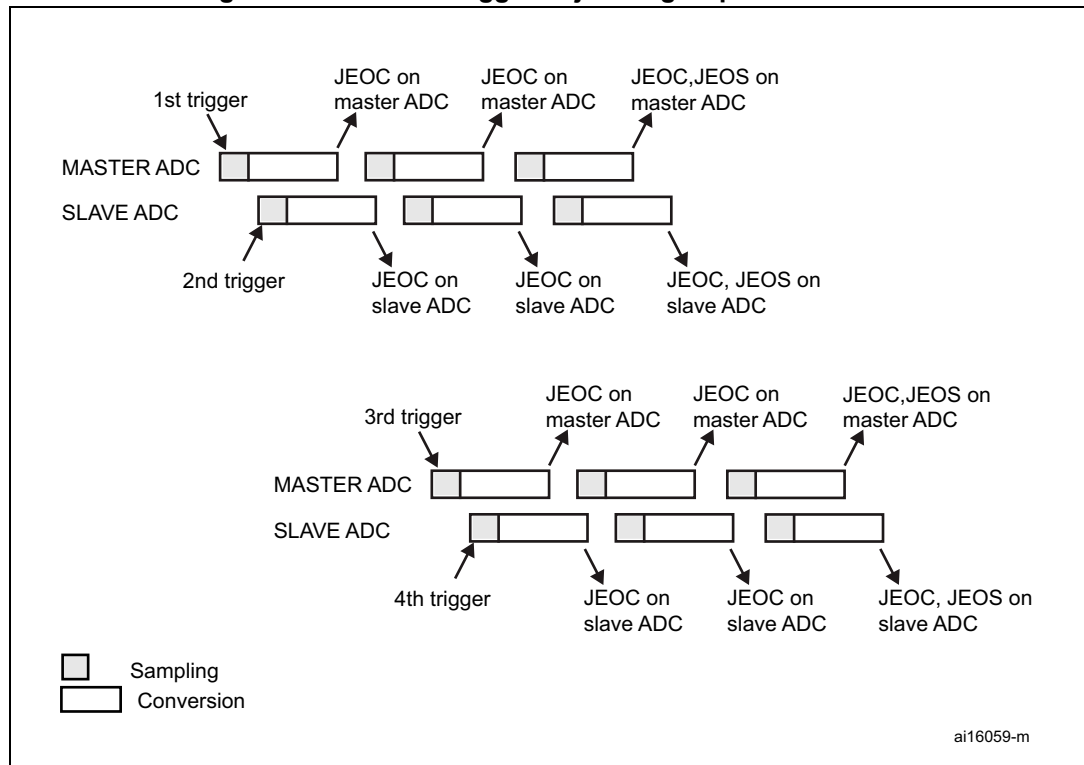 JEOC on
master ADC
JEOC on
master ADC
JEOC,JEOS on
master ADC
1st trigger
MASTER ADC
SLAVE ADC
2nd trigger
JEOC on
slave ADC
JEOC on
slave ADC
JEOC, JEOS on
slave ADC
JEOC on
master ADC
JEOC on
master ADC
JEOC,JEOS on
master ADC
3rd trigger
MASTER ADC
SLAVE ADC
4th trigger
JEOC on
slave ADC
JEOC on
slave ADC
JEOC, JEOS on
slave ADC
Sampling
Conversion
ai16059-m